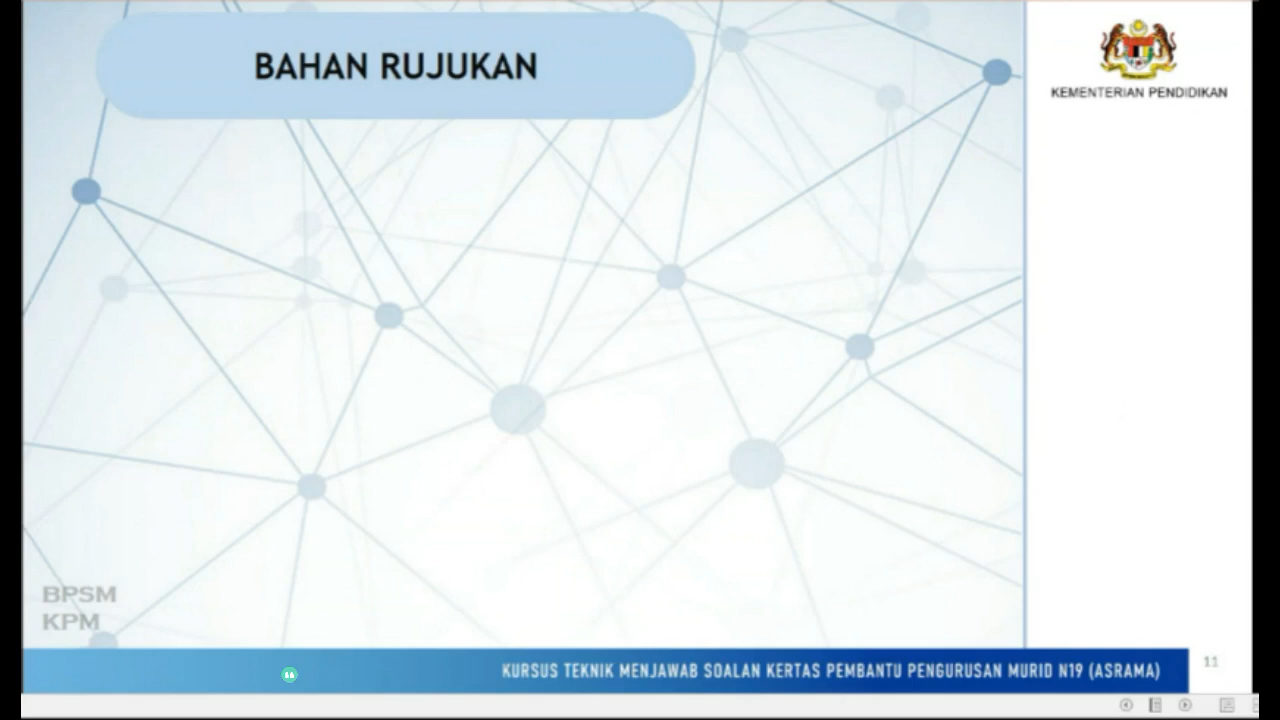 BAHAN RUJUKAN
KEMENTERIAN PENDIDIKAN
BPSM
KPM
KURSUS TEKNIK MENJAWAB SOALAN KERTAS PEMBANTU PENGURUSAN MURID N19 (ASRAMA)
11